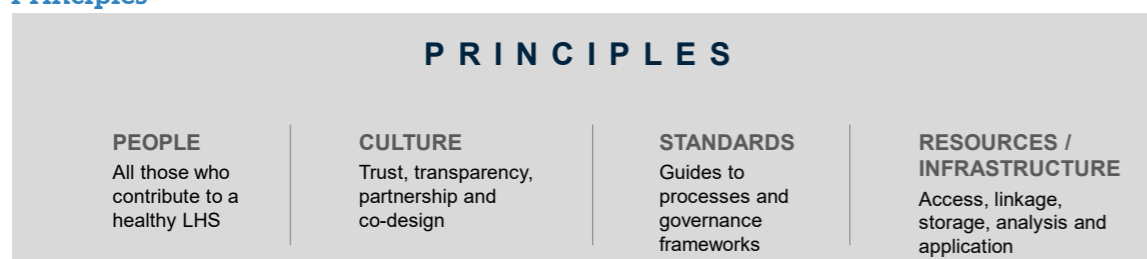 Principles
PRINCIPLES
PEOPLE
All those who
contribute to a
healthy LHS
CULTURE
Trust, transparency,
partnership and
co-design
STANDARDS
Guides to
processes and
governance
frameworks
RESOURCES /
INFRASTRUCTURE
Access, linkage,
storage, analysis and
application